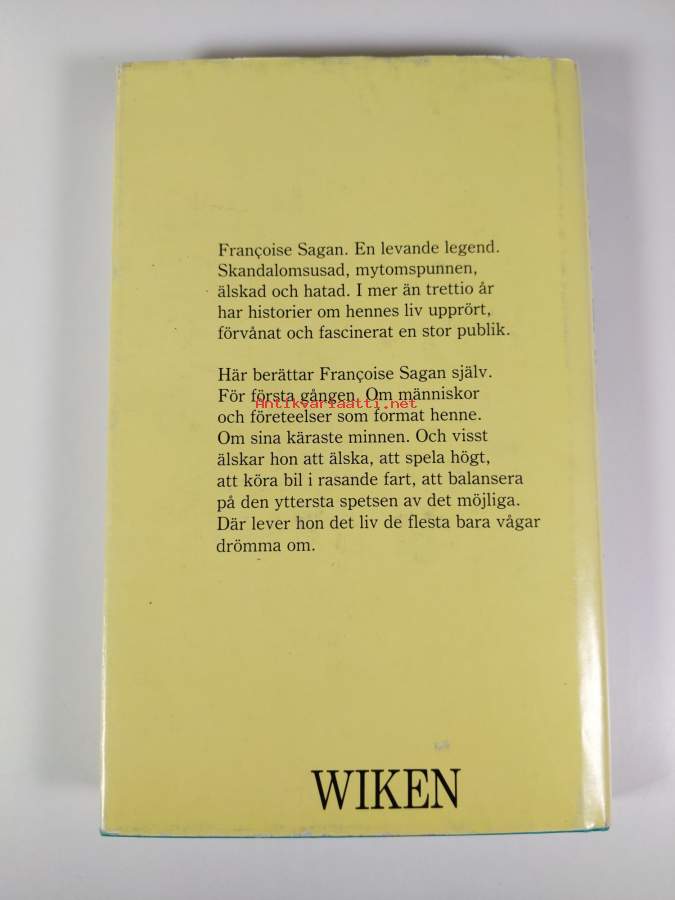 Françoise Sagan. En levande legend.
Skandalomsusad, mytomspunnen,
älskad och hatad. I mer än trettio år
har historier om hennes liv upprört,
förvånat och fascinerat en stor publik.
Här berättar Françoise Sagan själv.
För första gången. Om människor
Antikvariaatti.net
och företeelser som format henne.
Om sina käraste minnen. Och visst
älskar hon att älska, att spela högt,
att köra bil i rasande fart, att balansera
på den yttersta spetsen av det möjliga.
Där lever hon det liv de flesta bara vågar
drömma om.
WIKEN